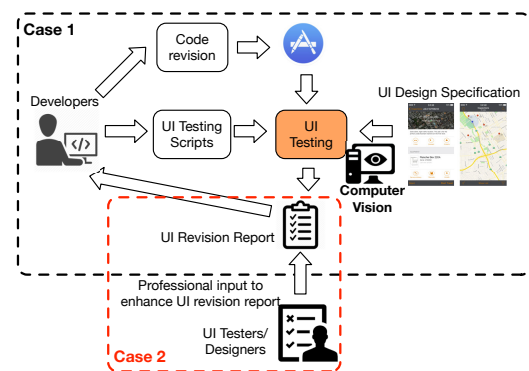 Case 1
Code
revision
UI Design Specification
Developers
</>
UI Testing
Scripts
UI
Testing
Computer
Vision
UI Revision Report
Professional input to
enhance UI revision report
UI Testers/
Designers
Case 2